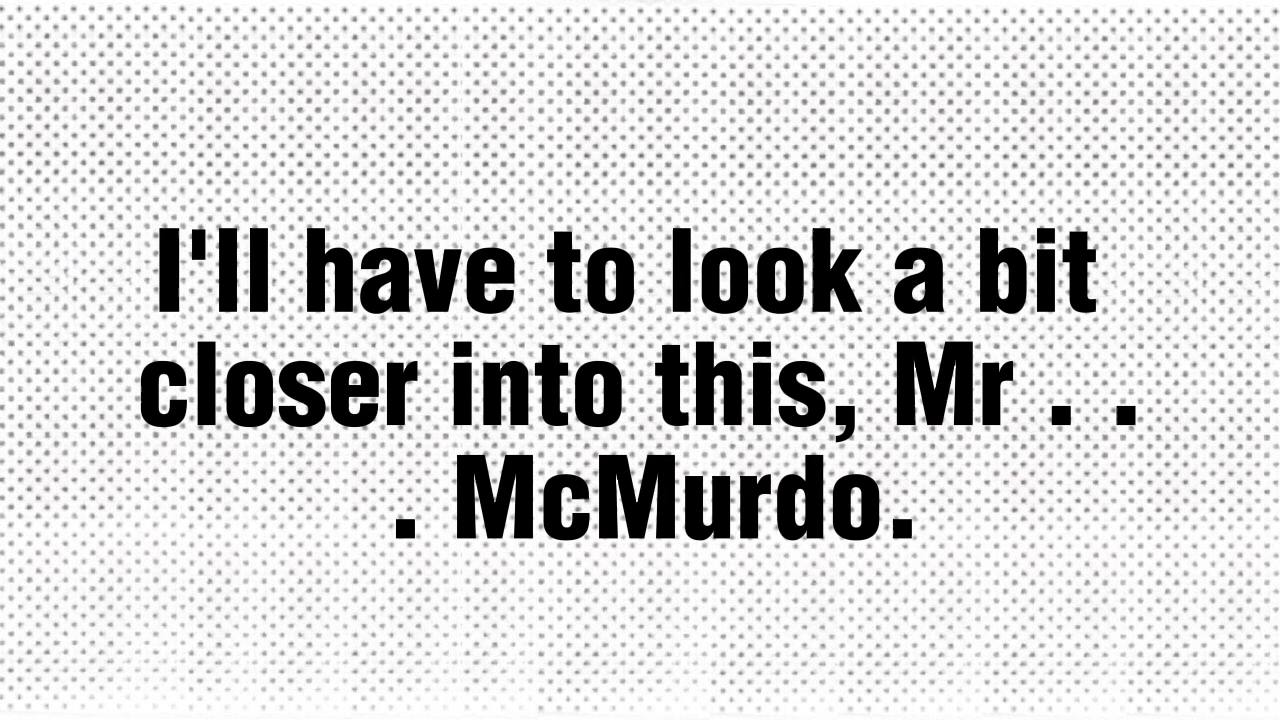 I'll have to look a bit
closer into this, Mr . .
. McMurdo.